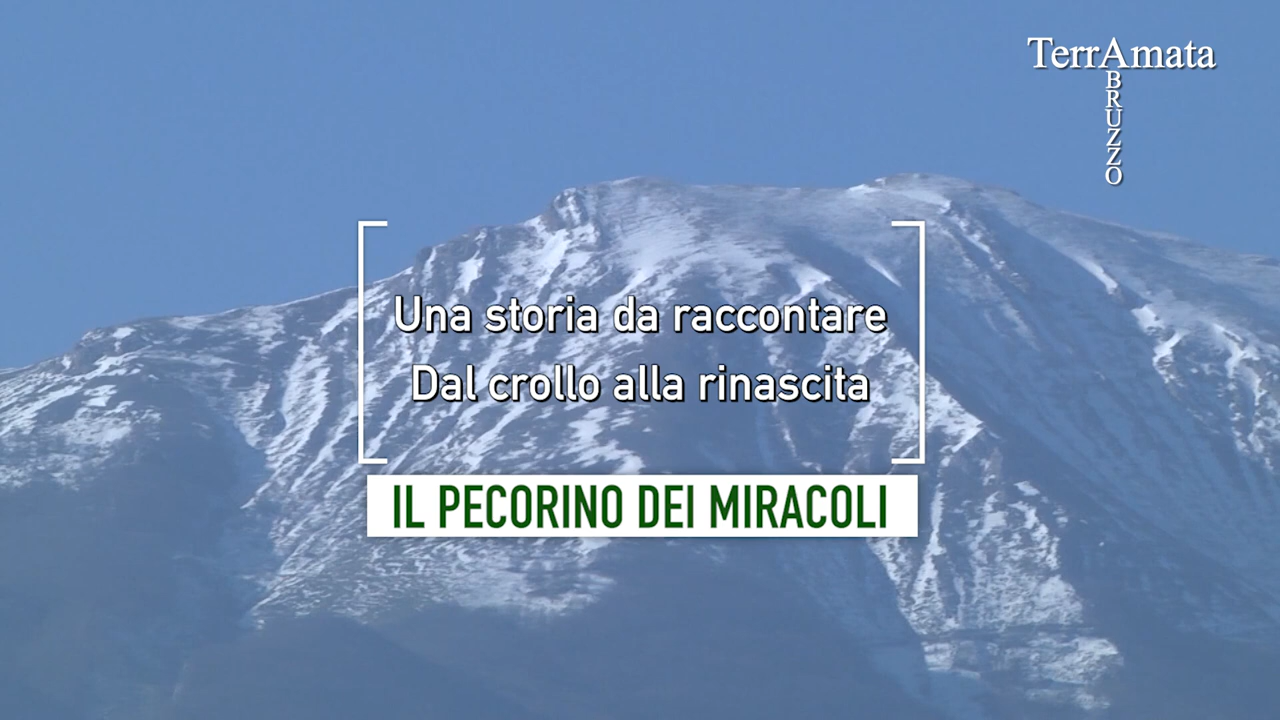 TerrAmata
ABRUZZO
Una storia da raccontare
Dal crollo alla rinascita
IL PECORINO DEI MIRACOLI